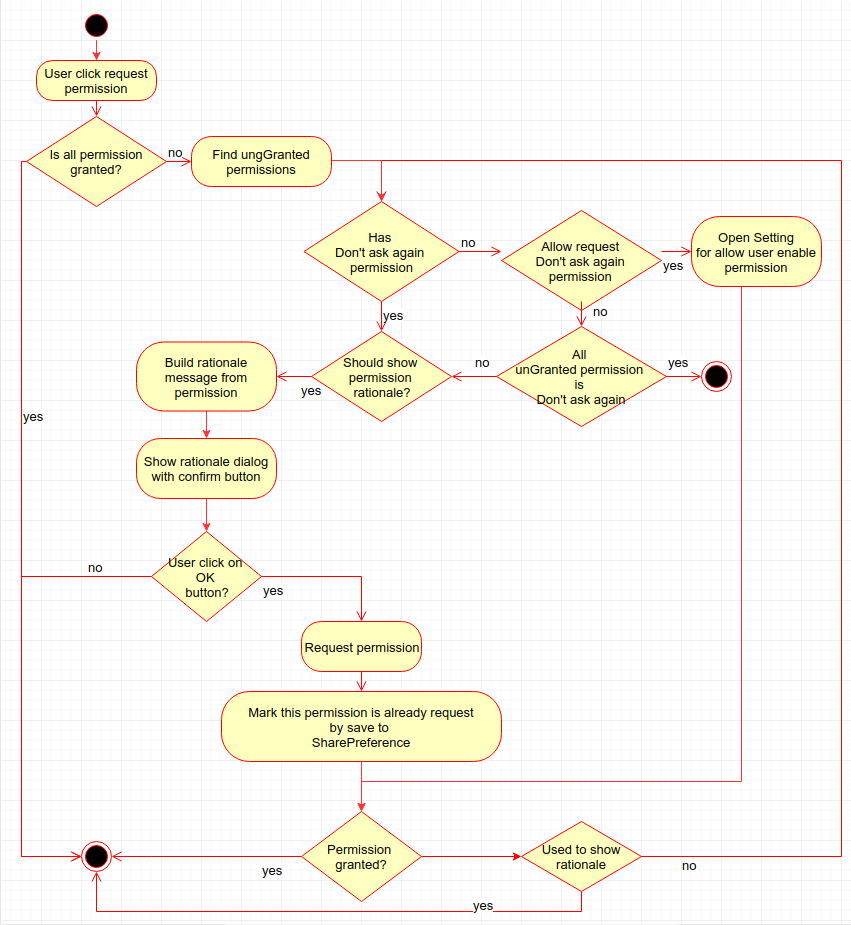 User click request
permission
Is all permission
granted?
no
Find ungGranted
permissions
Has
Don't ask again
permission
no
Allow request
Don't ask again
permission
yes
Open Setting
for allow user enable
permission
yes
no
Build rationale
message from
permission
yes
Should show
permission
rationale?
no
All
unGranted permission
is
Don't ask again
yes
yes
Show rationale dialog
with confirm button
no
User click on
OK
button?
yes
Request permission
Mark this permission is already request
by save to
SharePreference
Permission
granted?
yes
Used to show
rationale
no
yes